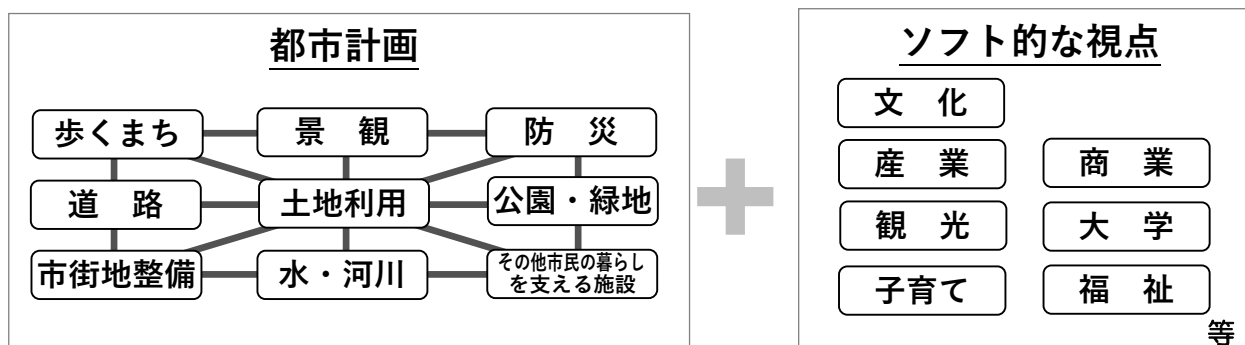 都市計画
歩くまち
景　観
防　災
道　路
土地利用
公園・緑地
市街地整備
水・河川
その他市民の暮らし
を支える施設
ソフト的な視点
文　化
産　業
商　業
観　光
大　学
子育て
福　祉
等